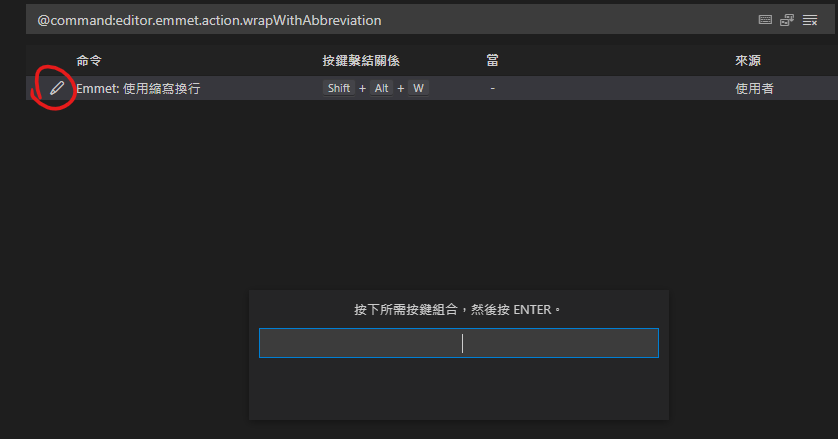 @command:editor.emmet.action.wrapWithAbbreviation
命令 按鍵繫結關係 當 來源
Emmet: 使用縮寫換行 Shift + Alt + W - 使用者
按下所需按鍵組合，然後按 ENTER。